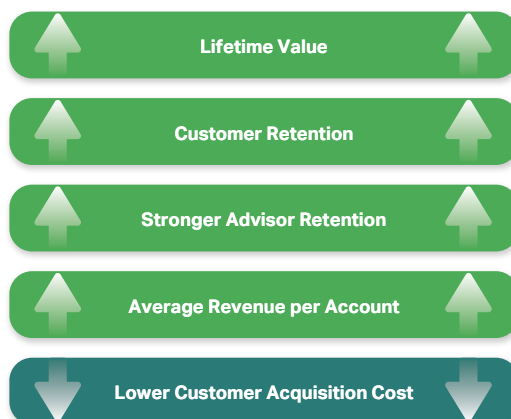 Lifetime Value
Customer Retention
Stronger Advisor Retention
Average Revenue per Account
Lower Customer Acquisition Cost